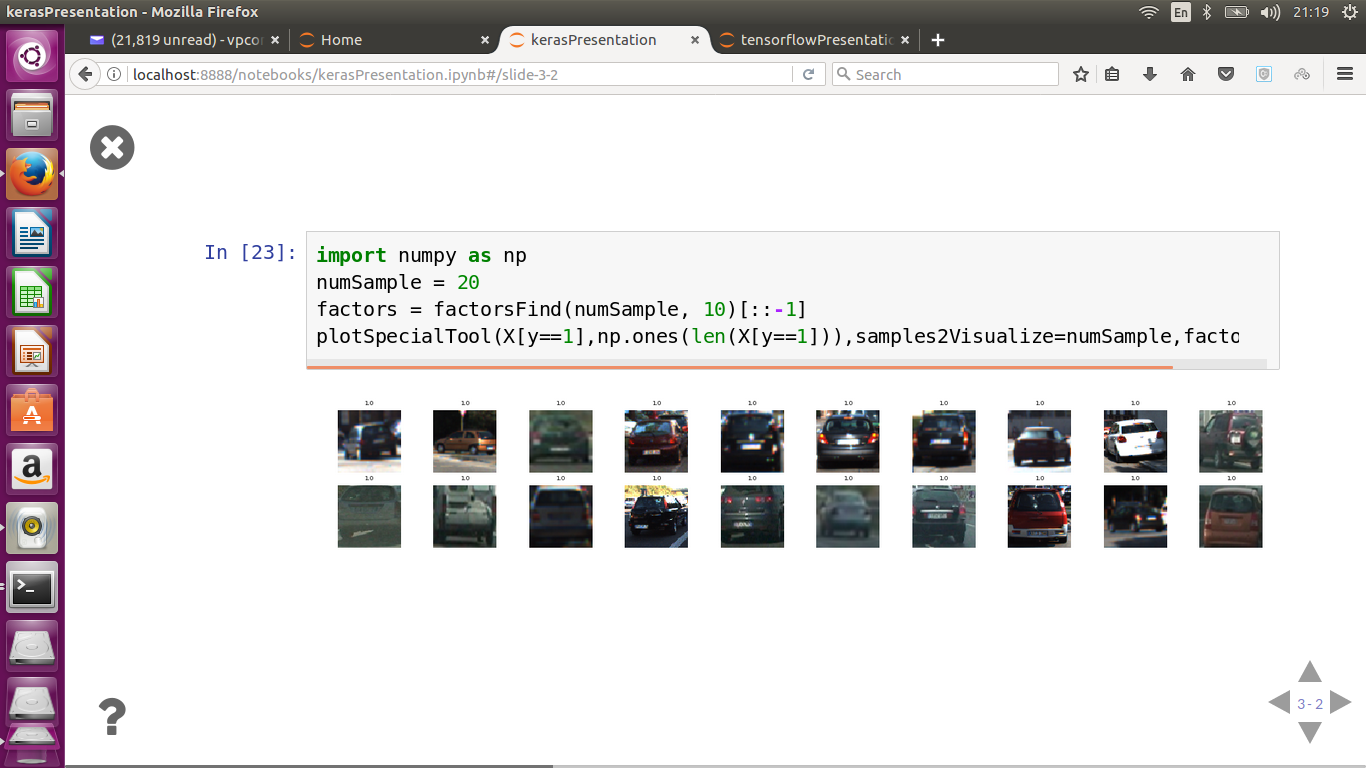 kerasPresentation - Mozilla Firefox
En
21:19
(21,819 unread) - vpcor
Home
kerasPresentation
tensorflowPresentatio
localhost:8888/notebooks/kerasPresentation.ipynb#/slide-3-2
Search
In [23]:
import numpy as np
numSample = 20
factors = factorsFind(numSample, 10)[::-1]
plotSpecialTool(X[y==1],np.ones(len(X[y==1])),samples2Visualize=numSample,facto
1.0 1.0 1.0 1.0 1.0 1.0 1.0 1.0 1.0 1.0
1.0 1.0 1.0 1.0 1.0 1.0 1.0 1.0 1.0 1.0
3-2
?